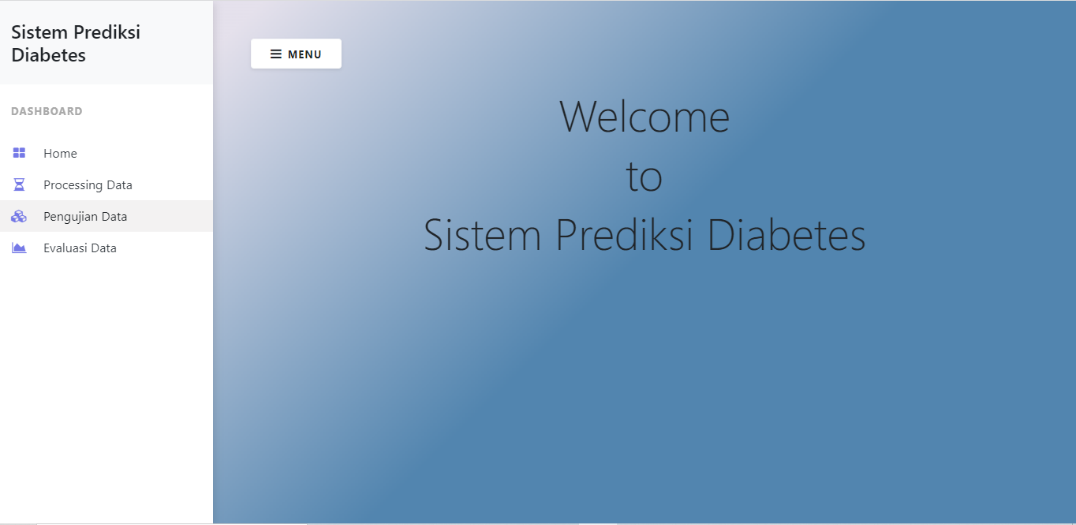 Sistem Prediksi
Diabetes
DASHBOARD
Home
Processing Data
Pengujian Data
Evaluasi Data
MENU
Welcome
to
Sistem Prediksi Diabetes